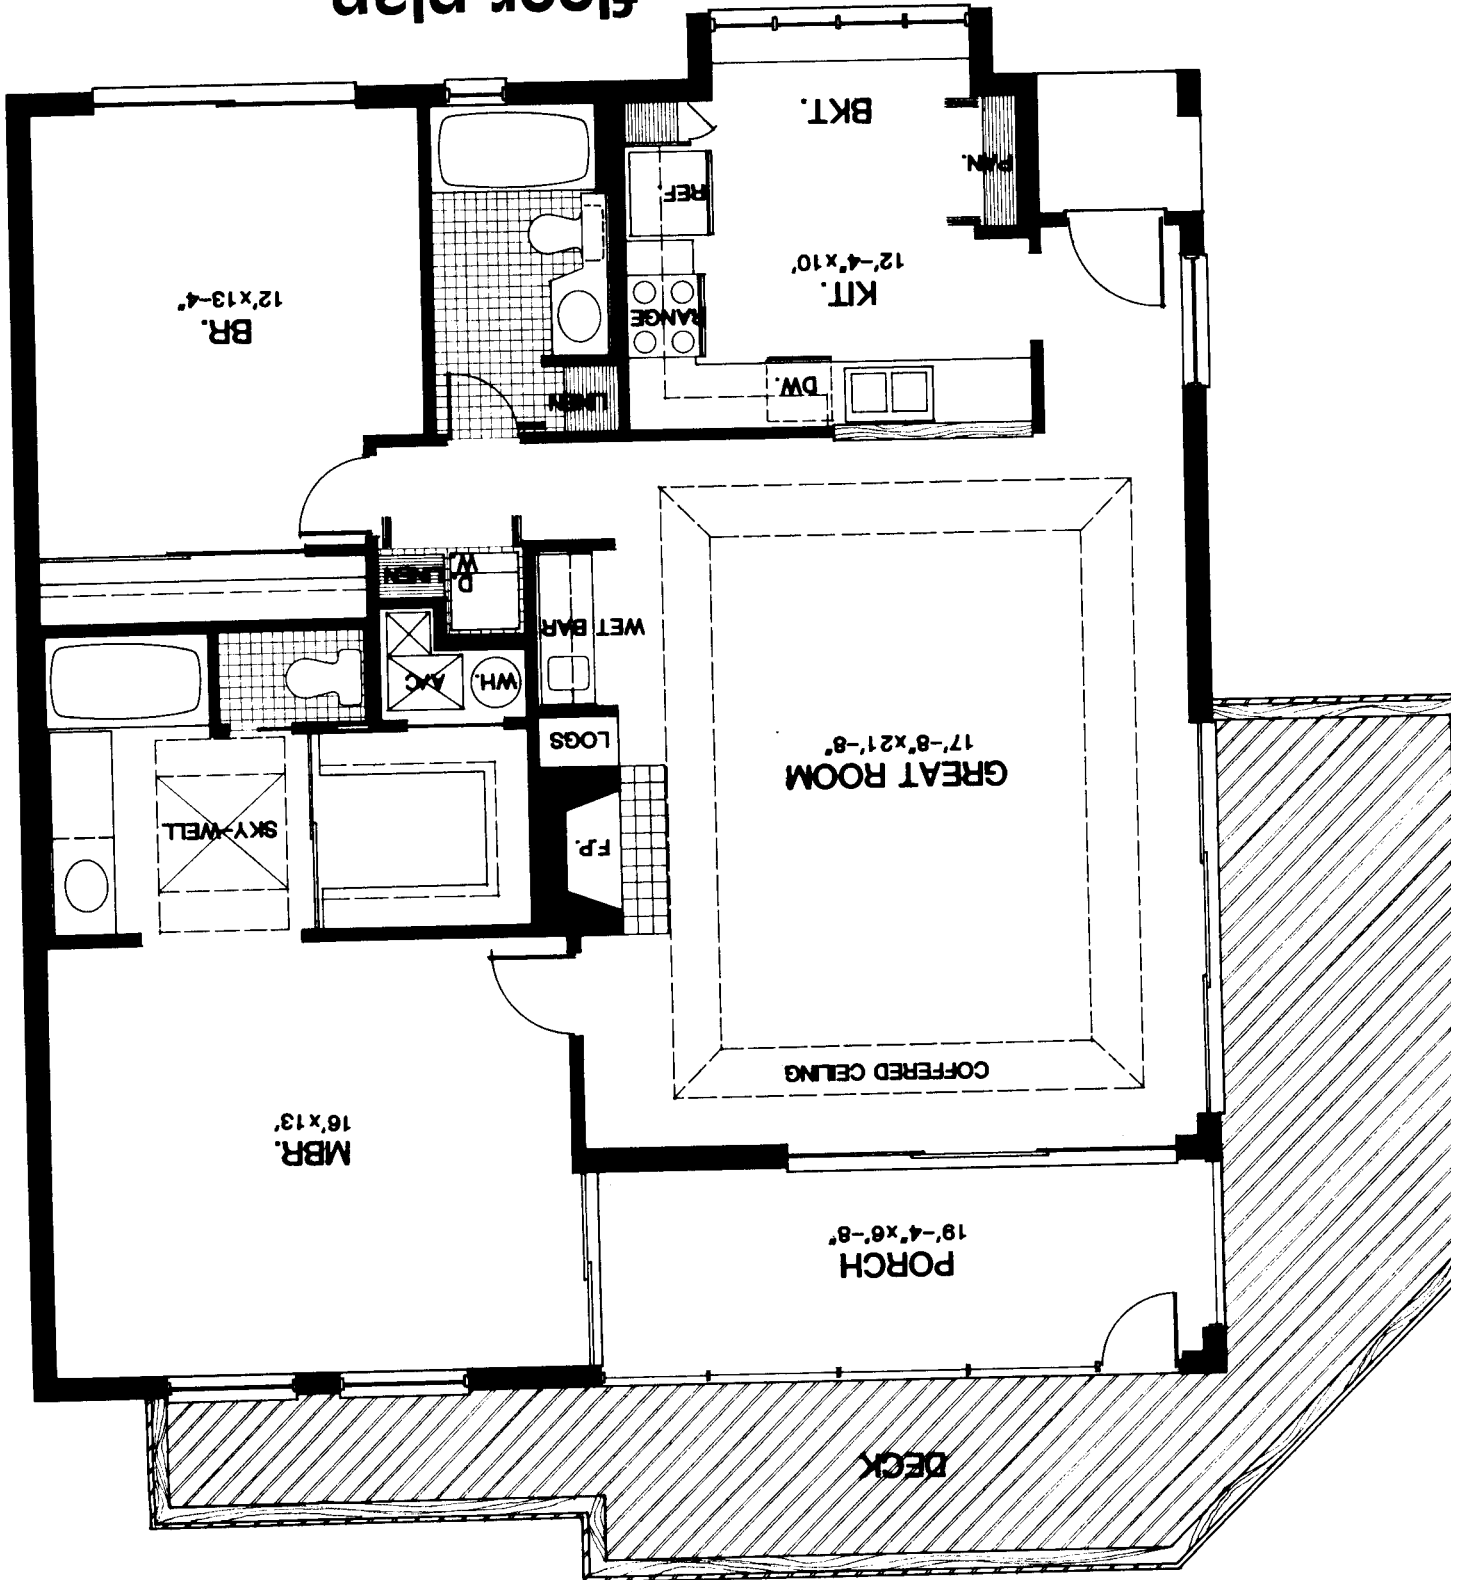 DECK
PORCH
19'-4"x6'-8"
MBR.
16'x13'
COFFERED CEILING
GREAT ROOM
17'-8"x21'-8"
F.P.
SKY-WELL
LOGS
WH.
A/C
WET BAR
D.
W.
LINEN
LINEN
DW.
RANGE
BR.
12'x13-4"
KIT.
12'-4"x10'
REF
PAN.
BKT.
floor plan